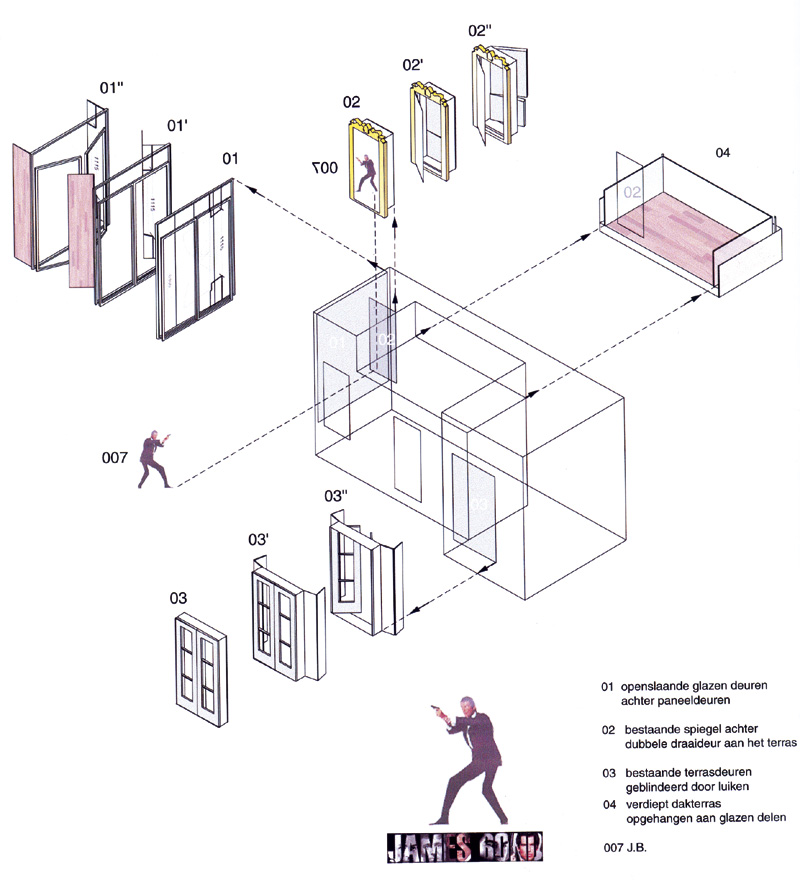 02"
02'
01"
02
01'
01
007
04
02
01
02
007
03
03"
03'
03
01 openslaande glazen deuren
achter paneeldeuren
02 bestaande spiegel achter
dubbele draaideur aan het terras
03 bestaande terrasdeuren
geblindeerd door luiken
04 verdiept dakterras
opgehangen aan glazen delen
JAMES
007 J.B.